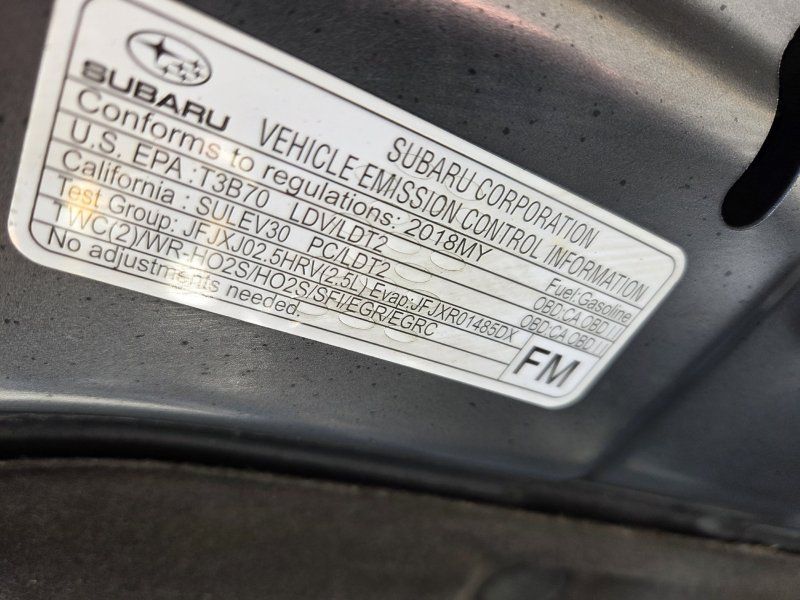 SUBARU
SUBARU CORPORATION
VEHICLE EMISSION CONTROL INFORMATION
Conforms to regulations: 2018MY Fuel:Gasoline
U.S. EPA :T3B70 LDV/LDT2 OBD:CA OBD II
California : SULEV30 PC/LDT2 OBD:CA OBD II
Test Group: JFJXJ02.5HRV(2.5L) Evap:JFJXR01485DX
TWC(2)/WR-HO2S/HO2S/SFI/EGR/EGRC
No adjustments needed.
FM